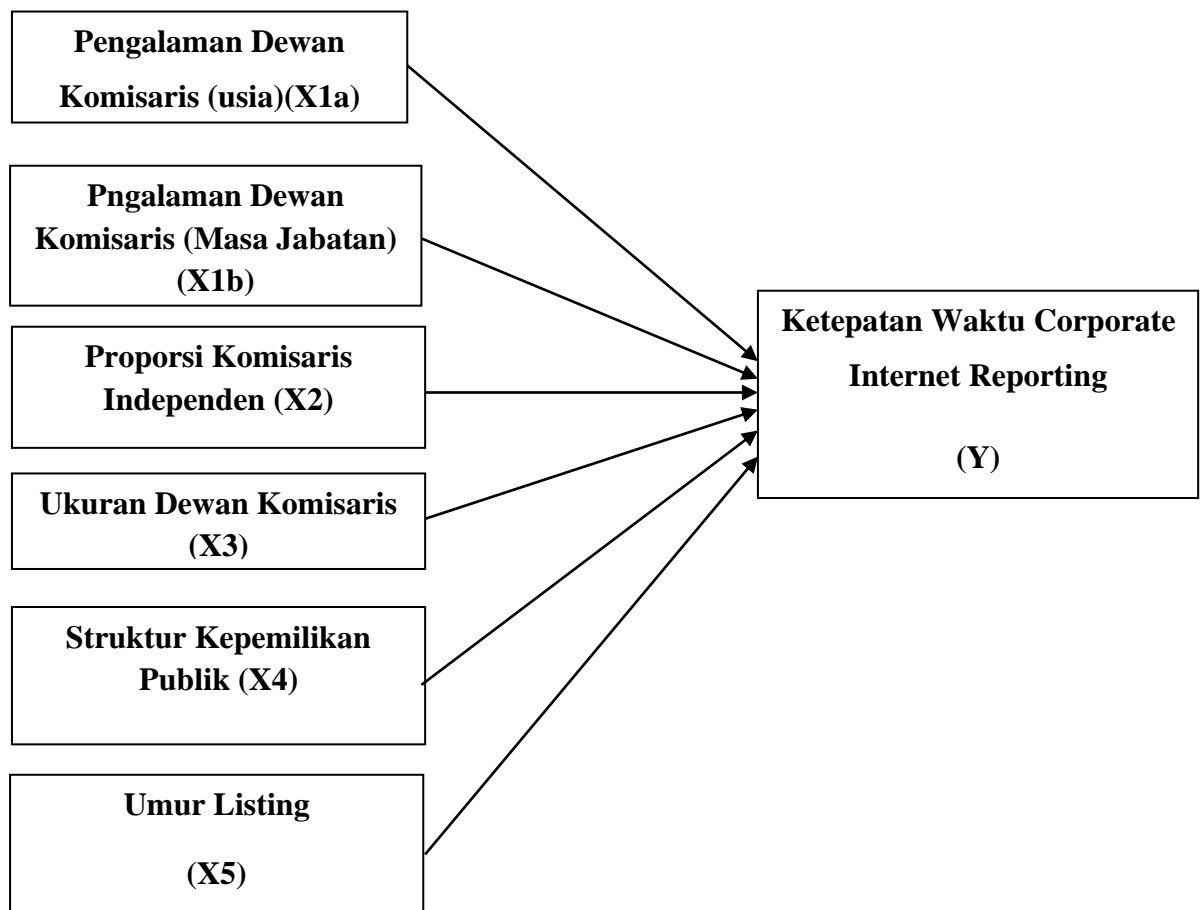 Pengalaman Dewan
Komisaris (usia)(X1a)
Pngalaman Dewan
Komisaris (Masa Jabatan)
(X1b)
Proporsi Komisaris
Independen (X2)
Ukuran Dewan Komisaris
(X3)
Struktur Kepemilikan
Publik (X4)
Umur Listing
(X5)
Ketepatan Waktu Corporate
Internet Reporting
(Y)